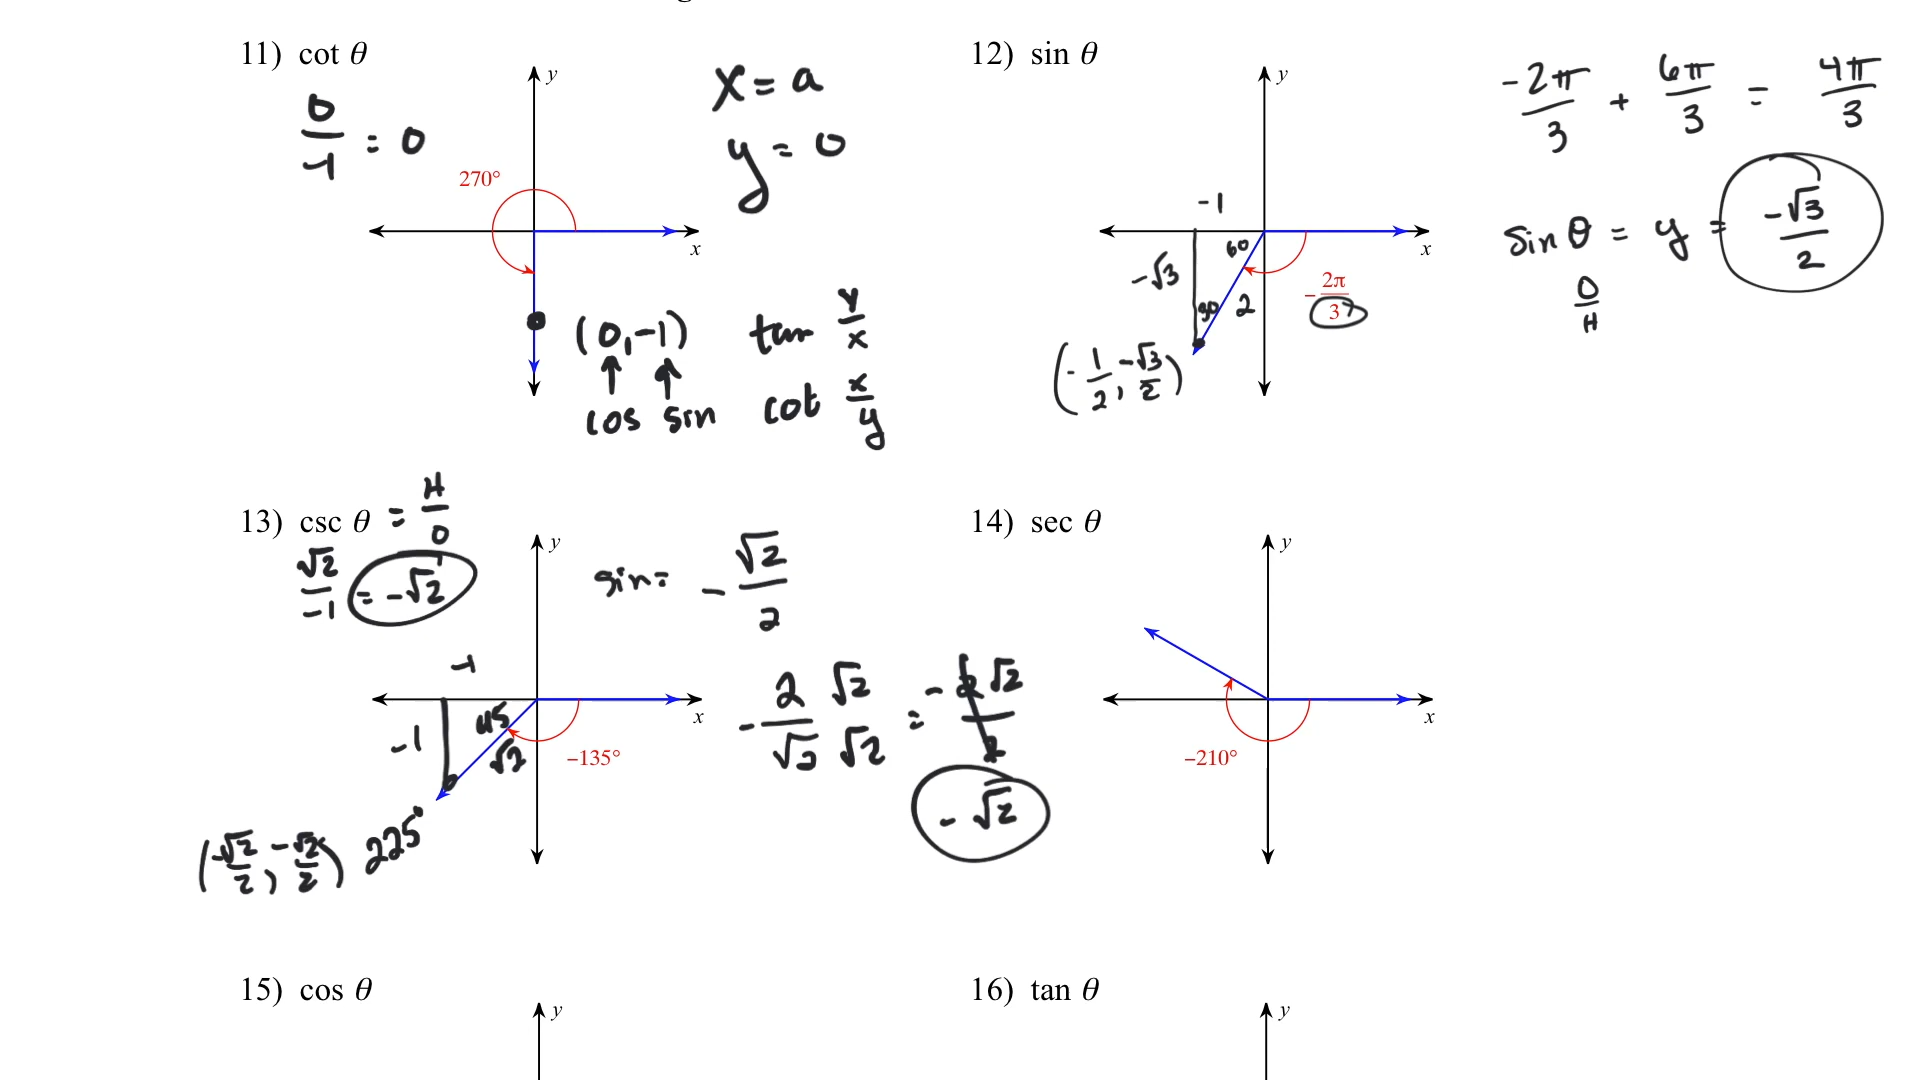 11) cot θ
0/-1 = 0
270°
y
x
x = a
y = 0
(0,-1)
cos sin
tan y/x
cot x/y
12) sin θ
y
x
-1
-√3
60
30
2
-2π/3
(-1/2, -√3/2)
-2π/3 + 6π/3 = 4π/3
sin θ = y = -√3/2
O/H
13) csc θ = H/O
√2/-1 = -√2
y
x
-1
-1
45
√2
-135°
(-√2/2, -√2/2) 225°
sin = -√2/2
-2/√2 √2/√2 = -2√2/2
-√2
14) sec θ
y
x
-210°
15) cos θ
y
16) tan θ
y